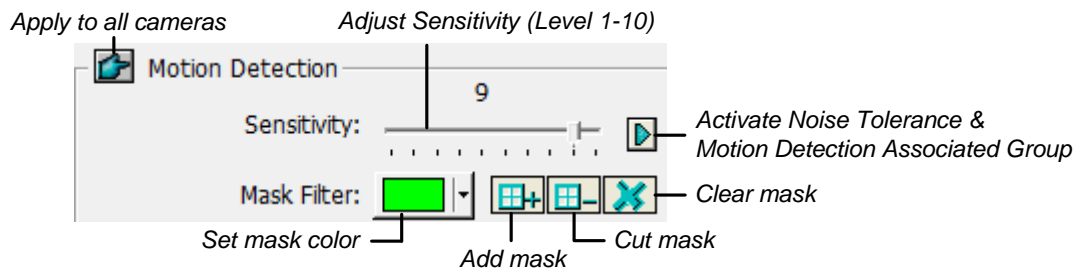 Apply to all cameras
Adjust Sensitivity (Level 1-10)
Motion Detection
9
Sensitivity:
Activate Noise Tolerance &
Motion Detection Associated Group
Mask Filter:
Clear mask
Set mask color
Cut mask
Add mask